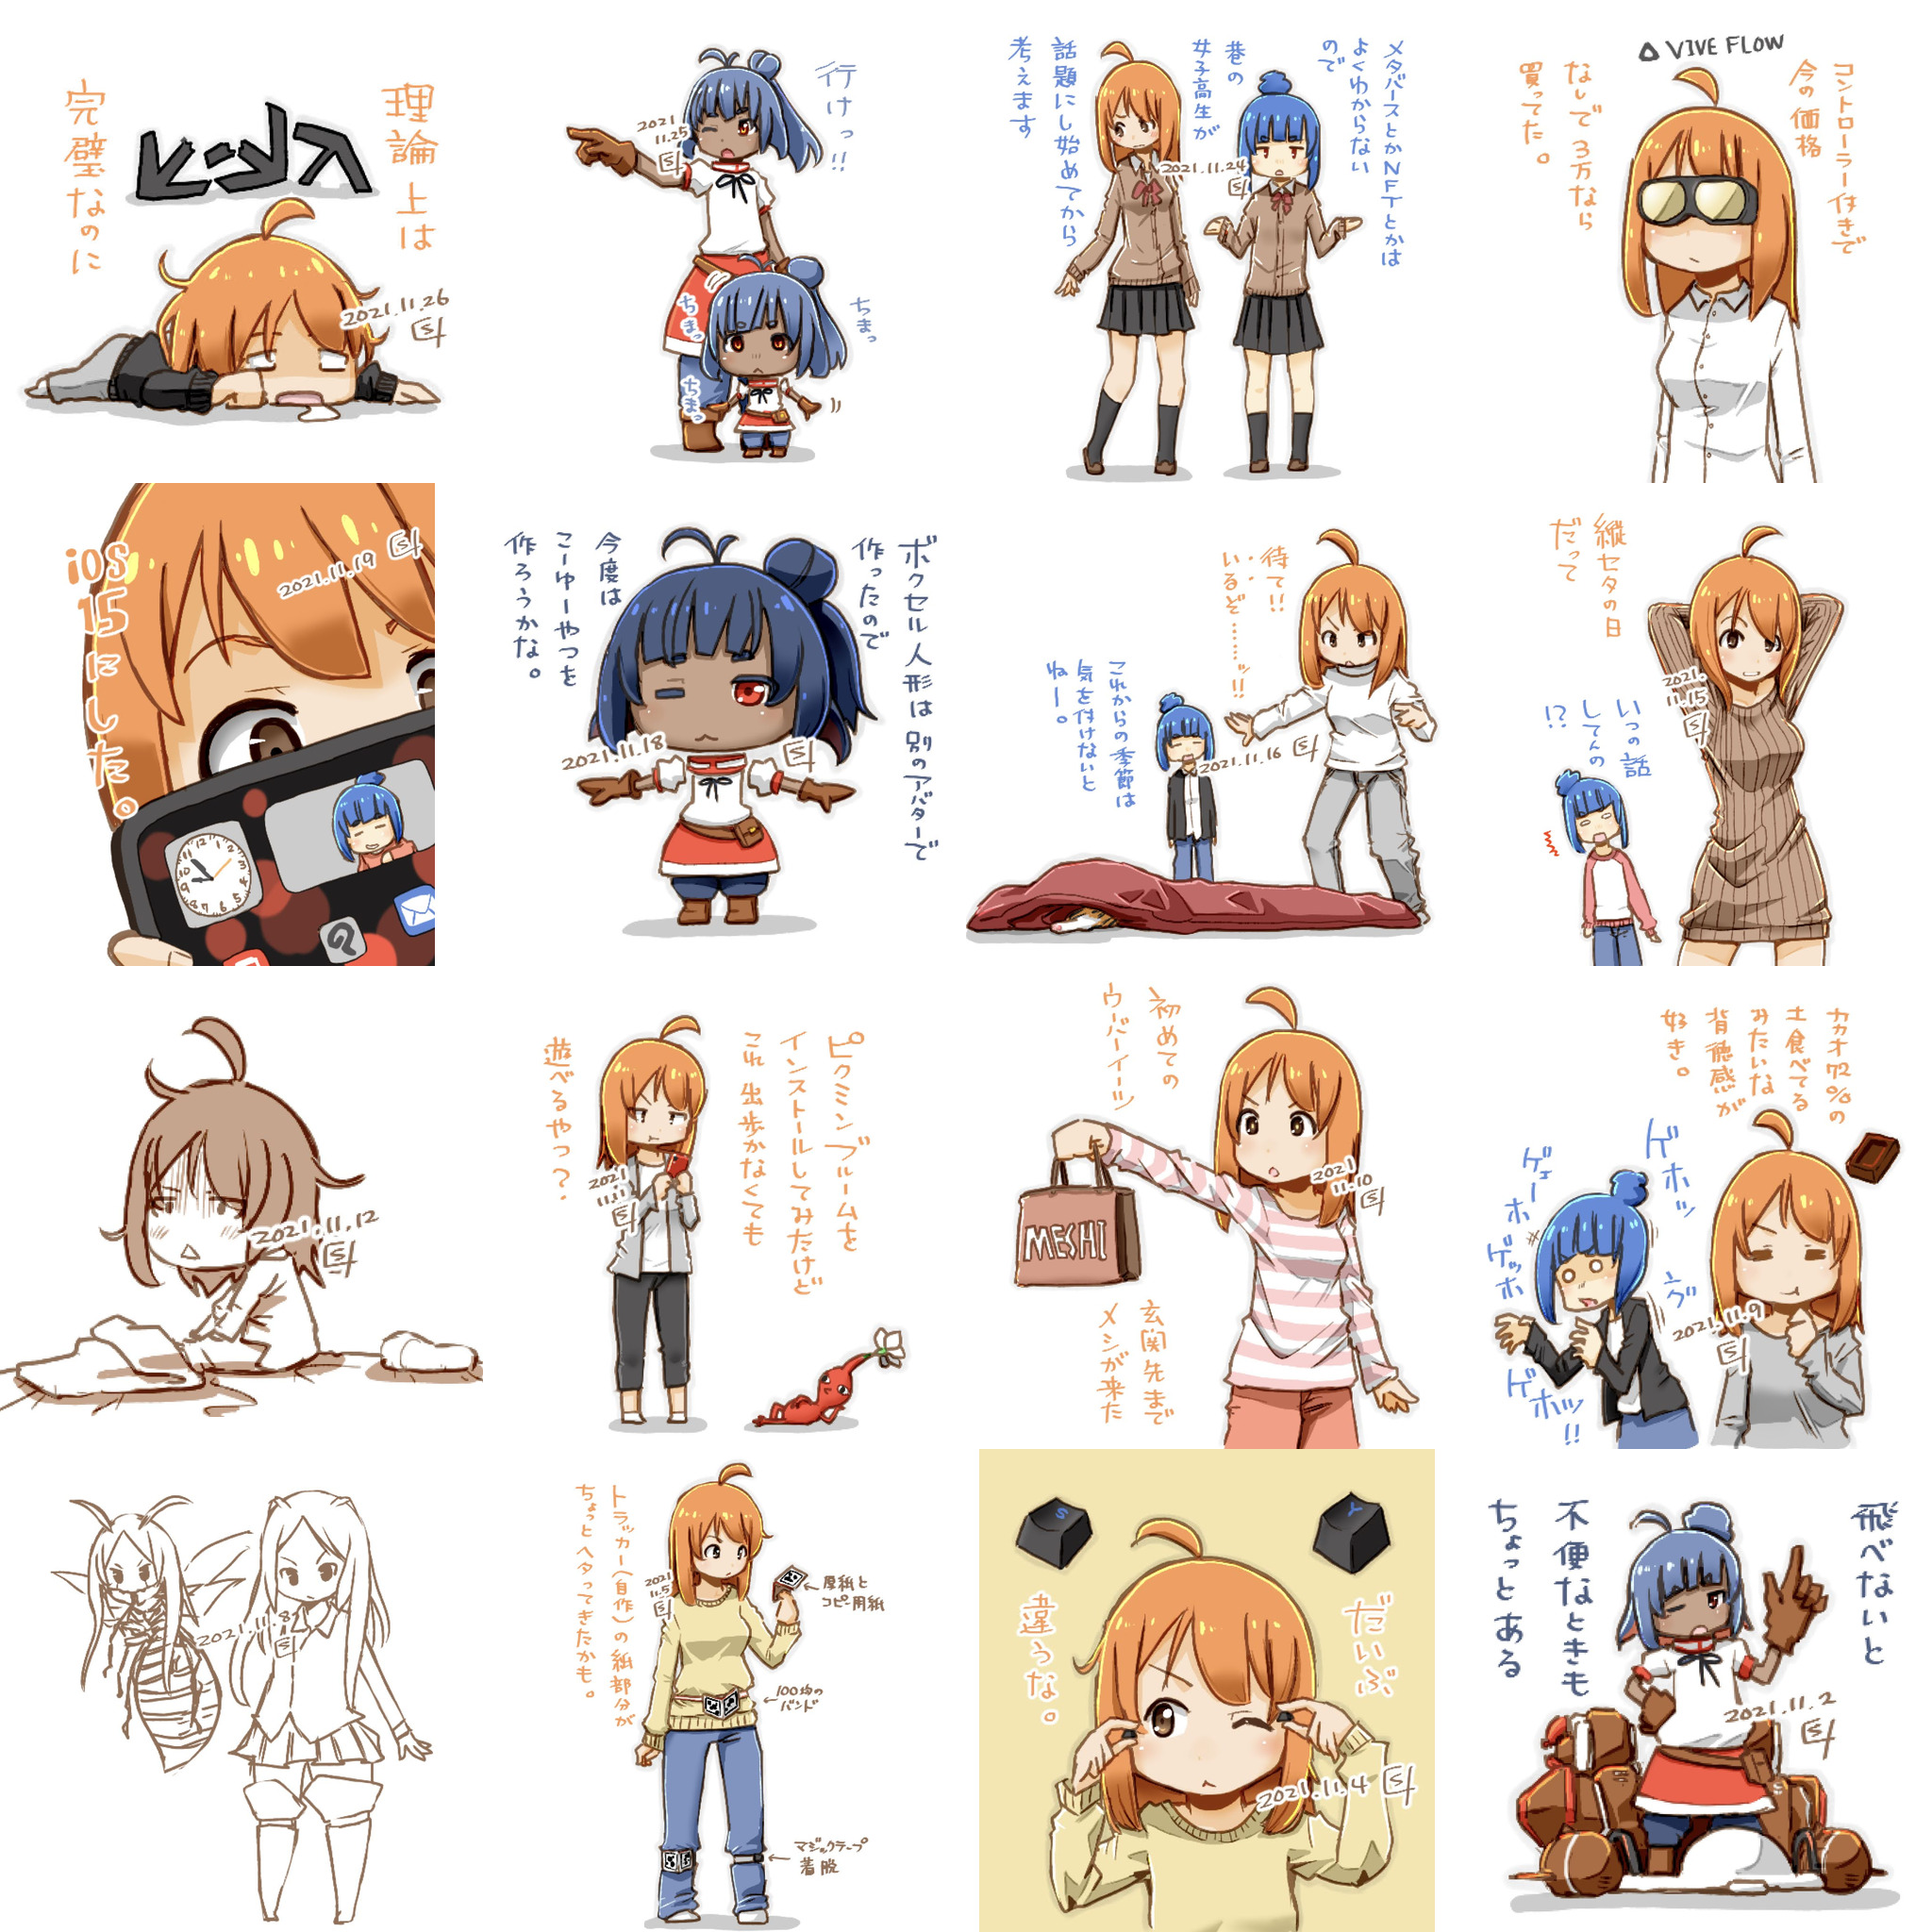 理論上は
完璧なのに
2021.11.26
行けっ!!
2021
11.25
ちまっ
ちまっ
ちまっ
メタバースとかNFTとかは
よくわからない
ので
巷の
女子高生が
話題にし始めてから
考えます
2021.11.24
VIVE FLOW
コントローラー付きで
今の価格
なしで3万なら
買ってた。
iOS
15にした。
2021.11.19
ボクセル人形は別のアバターで
作ったので
今度は
こーゆーやつを
作ろうかな。
2021.11.18
待て!!
いるぞ……ッ!!
これからの季節は
気を付けないと
ねー。
2021.11.16
縦セタの日
だって
いつの話
してんの
!?
2021.
11.15
2021.11.12
ピクミンブルームを
インストールしてみたけど
これ出歩かなくても
遊べるやつ?
2021
11.11
初めての
ウーバーイーツ
MESHI
玄関先まで
メシが来た
2021
11.10
カカオ72%の
土食べてる
みたいな
背徳感が
好き。
ゲホッ
ゲェーホ
ゲッホ
ゲホッ!!
2021.11.9
2021.11.8
トラッカー(自作)の紙部分が
ちょっとヘタってきたかも。
2021
11.5
←厚紙と
コピー用紙
←100均の
バンド
←マジックテープ
着脱
S
Y
だいぶ
違うな。
2021.11.4
飛べないと
不便なときも
ちょっとある
2021.11.2